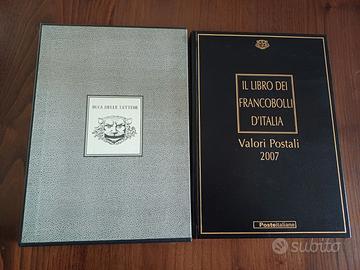 BUCA DELLE LETTERE
IL LIBRO DEI
FRANCOBOLLI
D'ITALIA
Valori Postali
2007
Posteitaliane
subito